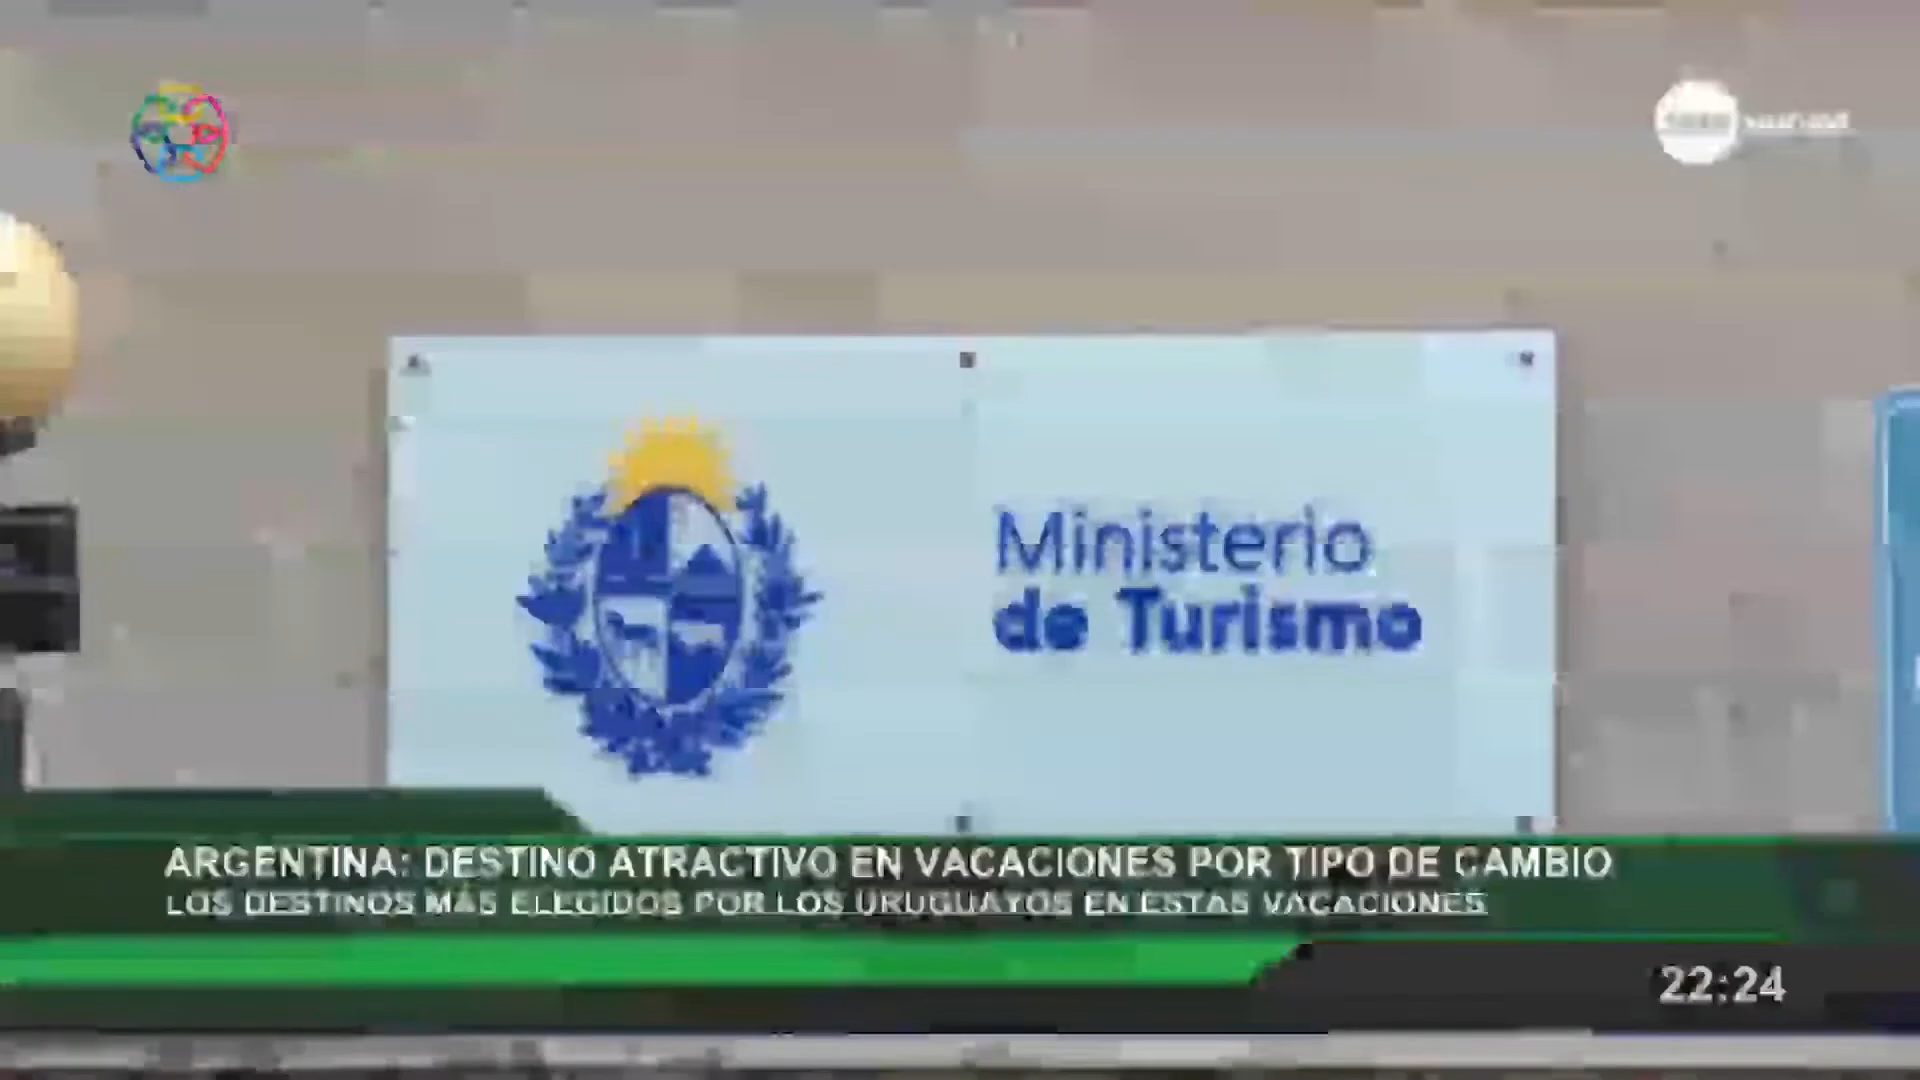 Ministerio
de Turismo
ARGENTINA: DESTINO ATRACTIVO EN VACACIONES POR TIPO DE CAMBIO
LOS DESTINOS MÁS ELEGIDOS POR LOS URUGUAYOS EN ESTAS VACACIONES
22:24